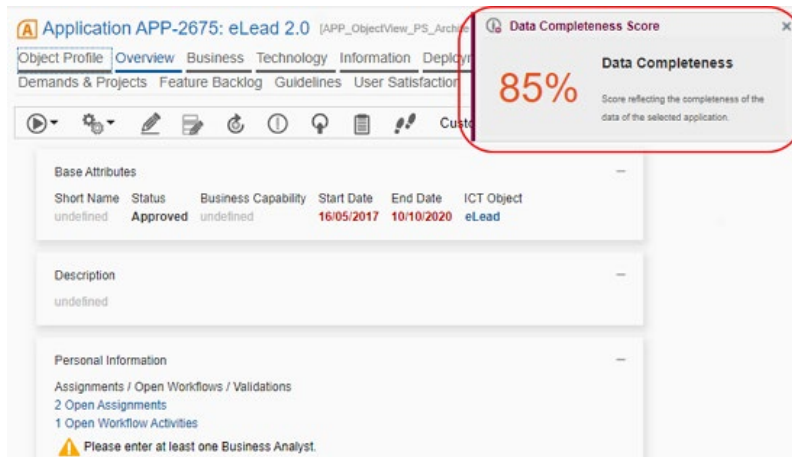 Application APP-2675: eLead 2.0 [APP_ObjectView_PS_Archite
Object Profile Overview Business Technology Information Deploym
Demands & Projects Feature Backlog Guidelines User Satisfaction
Custo
Data Completeness Score
85%
Data Completeness
Score reflecting the completeness of the
data of the selected application.
Base Attributes
Short Name Status Business Capability Start Date End Date ICT Object
undefined Approved undefined 16/05/2017 10/10/2020 eLead
Description
undefined
Personal Information
Assignments / Open Workflows / Validations
2 Open Assignments
1 Open Workflow Activities
Please enter at least one Business Analyst.